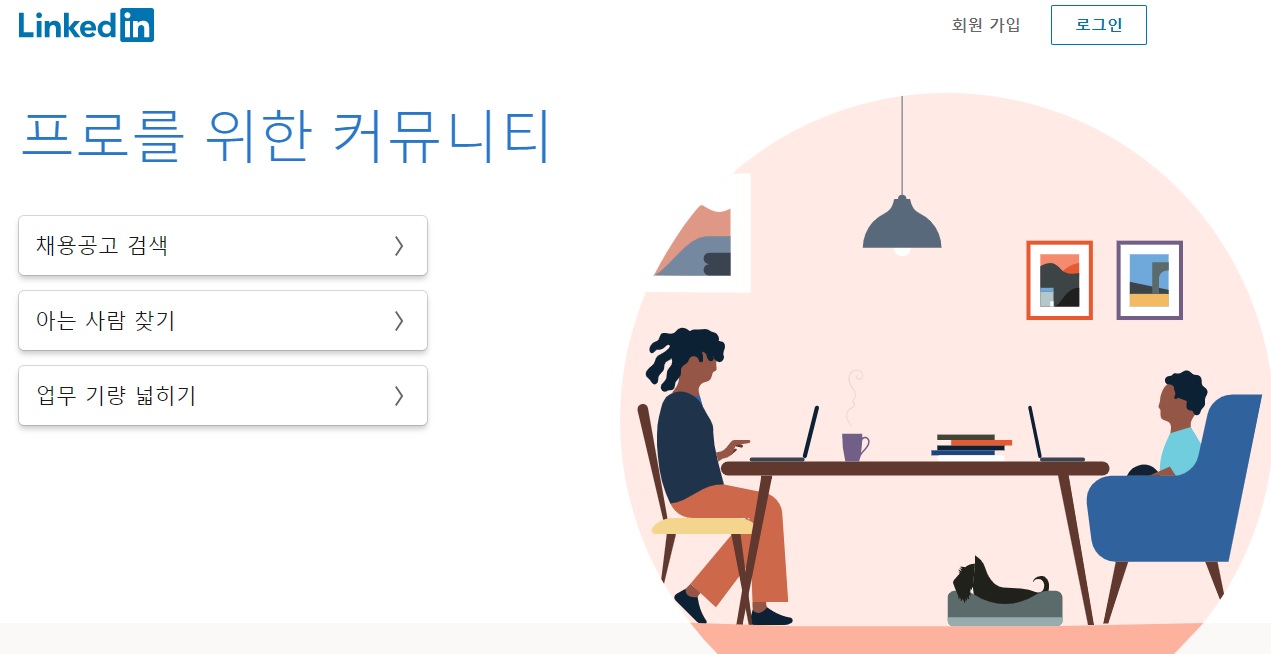 Linkedin
회원 가입
로그인
프로를 위한 커뮤니티
채용공고 검색
아는 사람 찾기
업무 기량 넓히기